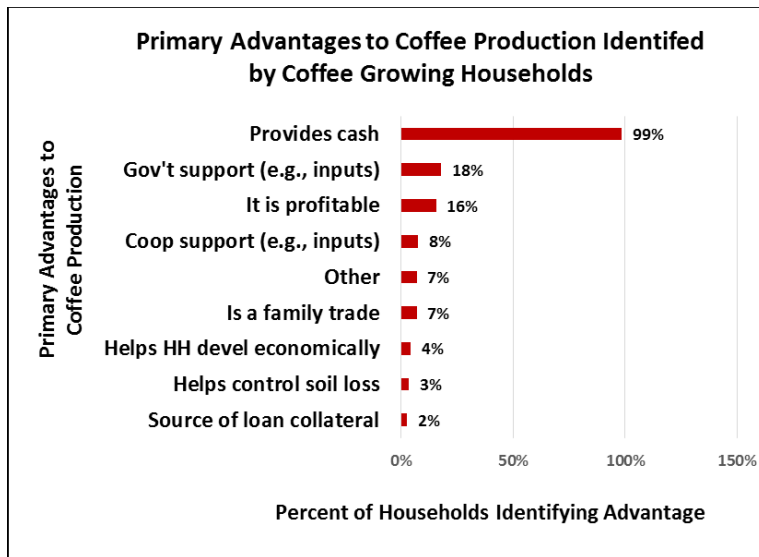 Primary Advantages to Coffee Production Identifed
by Coffee Growing Households
Primary Advantages to
Coffee Production
Provides cash 99%
Gov't support (e.g., inputs) 18%
It is profitable 16%
Coop support (e.g., inputs) 8%
Other 7%
Is a family trade 7%
Helps HH devel economically 4%
Helps control soil loss 3%
Source of loan collateral 2%
0% 50% 100% 150%
Percent of Households Identifying Advantage